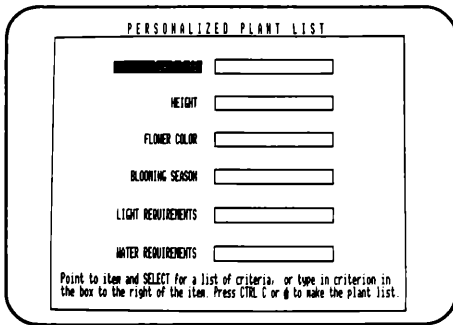 PERSONALIZED PLANT LIST
HEIGHT
FLOWER COLOR
BLOOMING SEASON
LIGHT REQUIREMENTS
WATER REQUIREMENTS
Point to item and SELECT for a list of criteria, or type in criterion in
the box to the right of the item. Press CTRL C or to make the plant list.